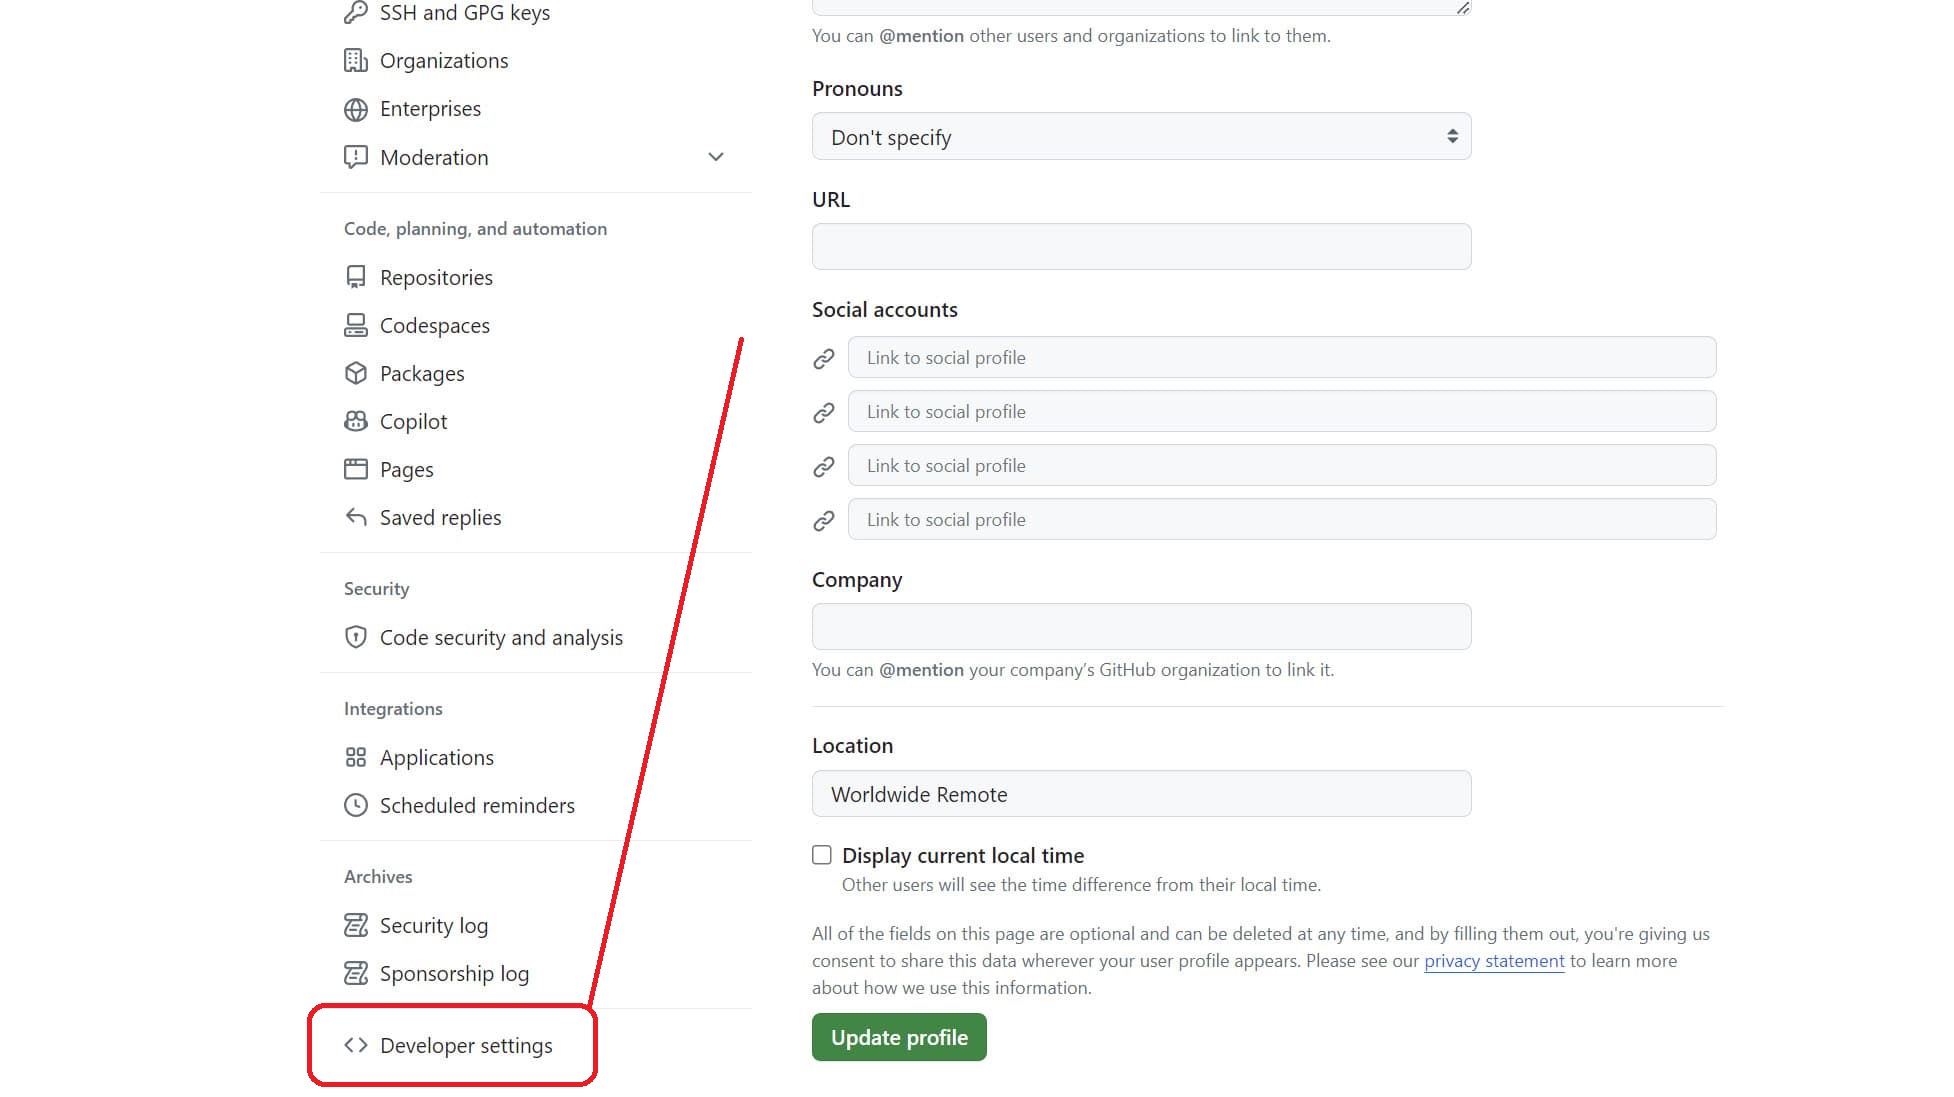 SSH and GPG keys
Organizations
Enterprises
Moderation
Code, planning, and automation
Repositories
Codespaces
Packages
Copilot
Pages
Saved replies
Security
Code security and analysis
Integrations
Applications
Scheduled reminders
Archives
Security log
Sponsorship log
Developer settings
You can @mention other users and organizations to link to them.
Pronouns
Don't specify
URL
Social accounts
Link to social profile
Link to social profile
Link to social profile
Link to social profile
Company
You can @mention your company’s GitHub organization to link it.
Location
Worldwide Remote
Display current local time
Other users will see the time difference from their local time.
All of the fields on this page are optional and can be deleted at any time, and by filling them out, you're giving us
consent to share this data wherever your user profile appears. Please see our privacy statement to learn more
about how we use this information.
Update profile